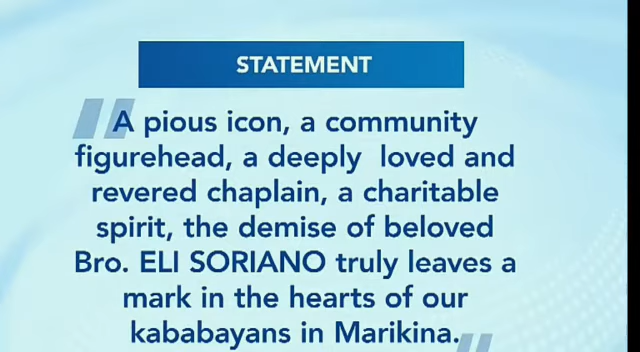 STATEMENT
A pious icon, a community
figurehead, a deeply loved and
revered chaplain, a charitable
spirit, the demise of beloved
Bro. ELI SORIANO truly leaves a
mark in the hearts of our
kababayans in Marikina.